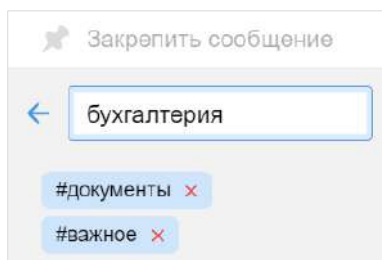 Закрепить сообщение
бухгалтерия
#документы
#важное